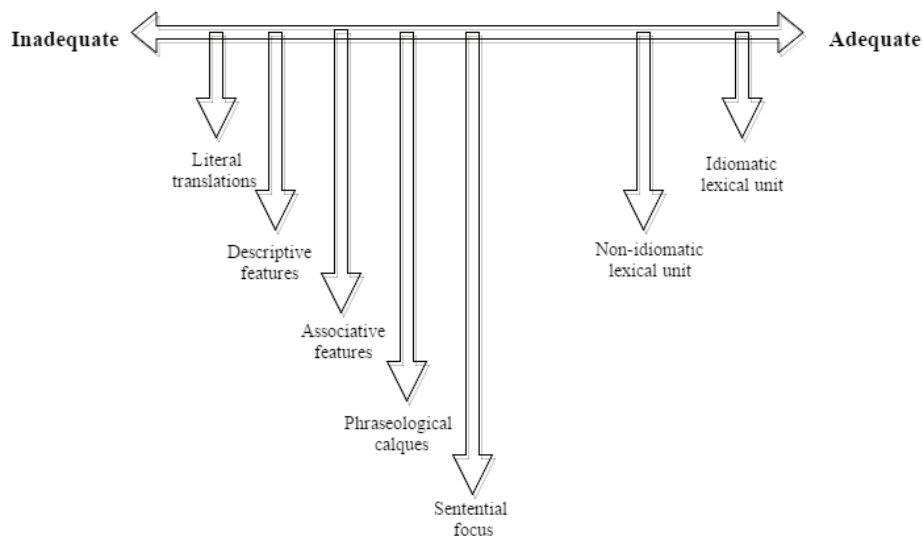 Inadequate
Adequate
Literal
translations
Idiomatic
lexical unit
Descriptive
features
Non-idiomatic
lexical unit
Associative
features
Phraseological
calques
Sentential
focus